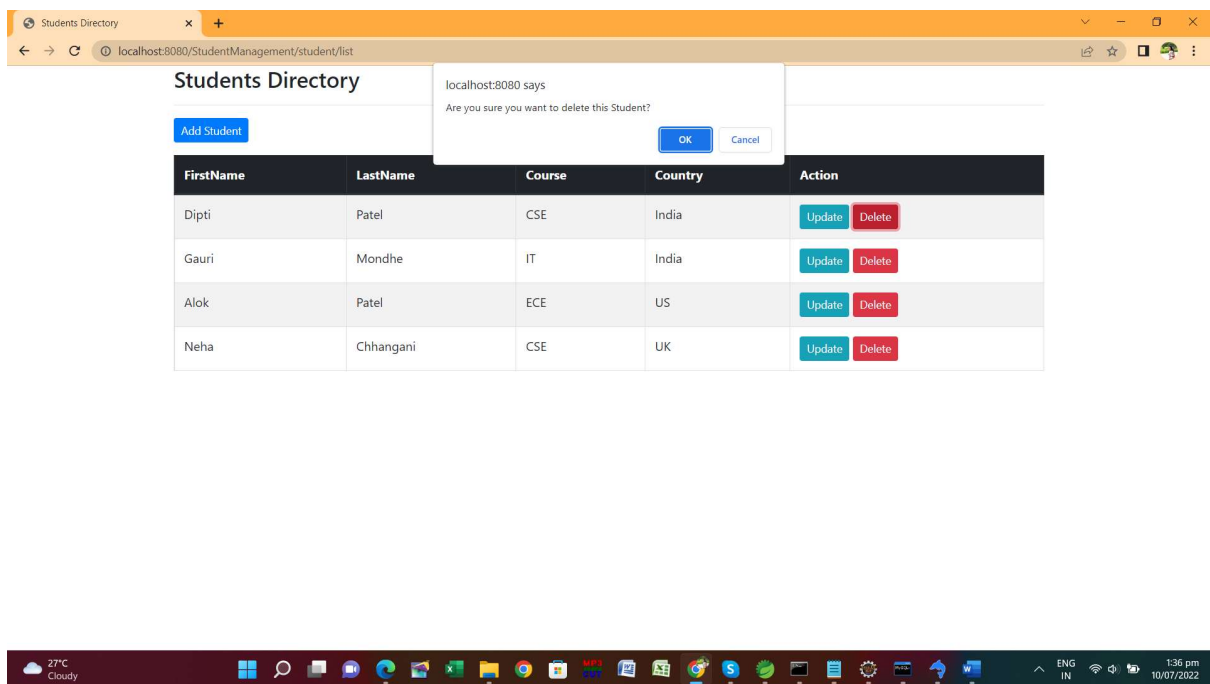 Students Directory
localhost:8080/StudentManagement/student/list
Students Directory
localhost:8080 says
Are you sure you want to delete this Student?
OK Cancel
Add Student
FirstName LastName Course Country Action
Dipti Patel CSE India Update Delete
Gauri Mondhe IT India Update Delete
Alok Patel ECE US Update Delete
Neha Chhangani CSE UK Update Delete
27°C
Cloudy
ENG
IN
1:36 pm
10/07/2022